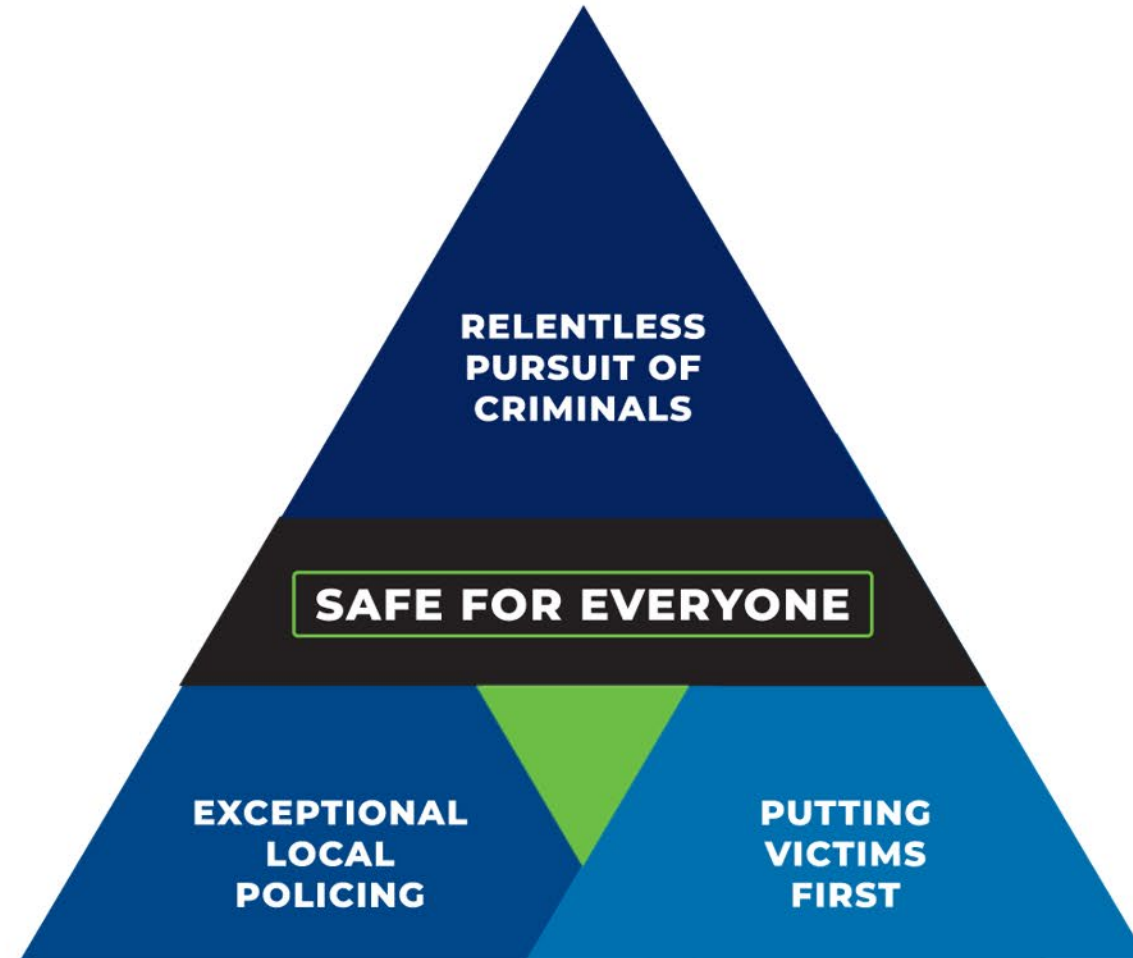 RELENTLESS
PURSUIT OF
CRIMINALS
SAFE FOR EVERYONE
EXCEPTIONAL
LOCAL
POLICING
PUTTING
VICTIMS
FIRST